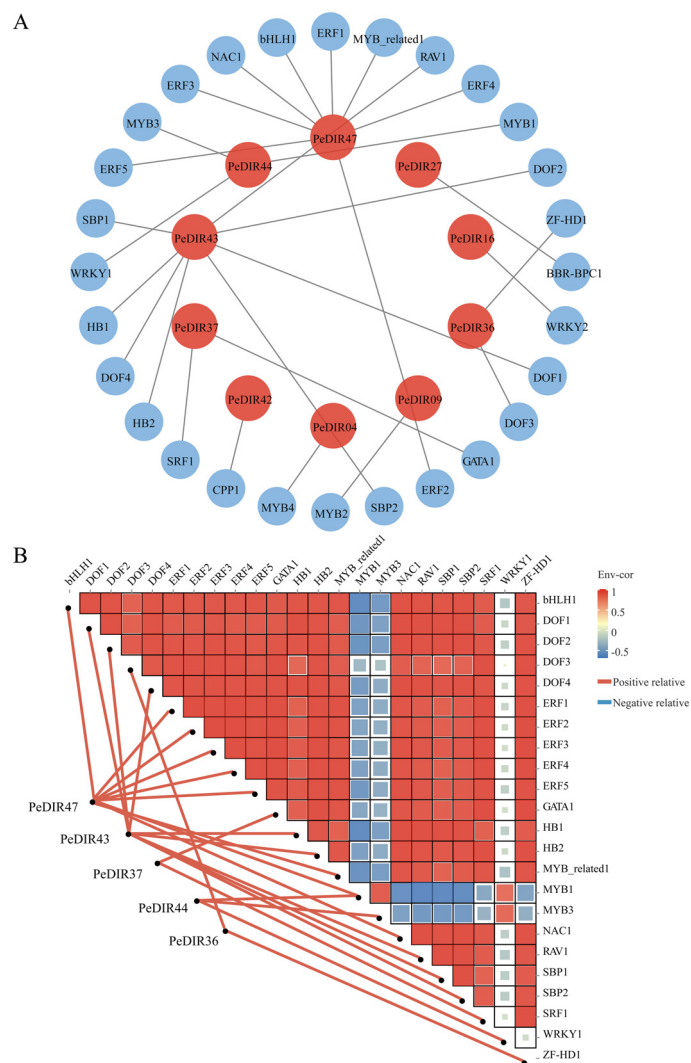 A
ERF1
bHLH1
MYB_related1
NAC1
RAV1
ERF3
ERF4
MYB3
PeDIR47
MYB1
ERF5
PeDIR44
PeDIR27
DOF2
SBP1
PeDIR43
PeDIR16
ZF-HD1
WRKY1
BBR-BPC1
HB1
PeDIR37
PeDIR36
WRKY2
DOF4
DOF1
PeDIR42
PeDIR09
HB2
PeDIR04
DOF3
SRF1
GATA1
CPP1
ERF2
MYB4
MYB2
SBP2
B
bHLH1 DOF1 DOF2 DOF3 DOF4 ERF1 ERF2 ERF3 ERF4 ERF5 GATA1 HB1 HB2 MYB_related1 MYB1 MYB3 NAC1 RAV1 SBP1 SBP2 SRF1 WRKY1 ZF-HD1
bHLH1
DOF1
DOF2
DOF3
DOF4
ERF1
ERF2
ERF3
ERF4
ERF5
GATA1
HB1
HB2
MYB_related1
MYB1
MYB3
NAC1
RAV1
SBP1
SBP2
SRF1
WRKY1
ZF-HD1
PeDIR47
PeDIR43
PeDIR37
PeDIR44
PeDIR36
Env-cor
1
0.5
0
-0.5
Positive relative
Negative relative